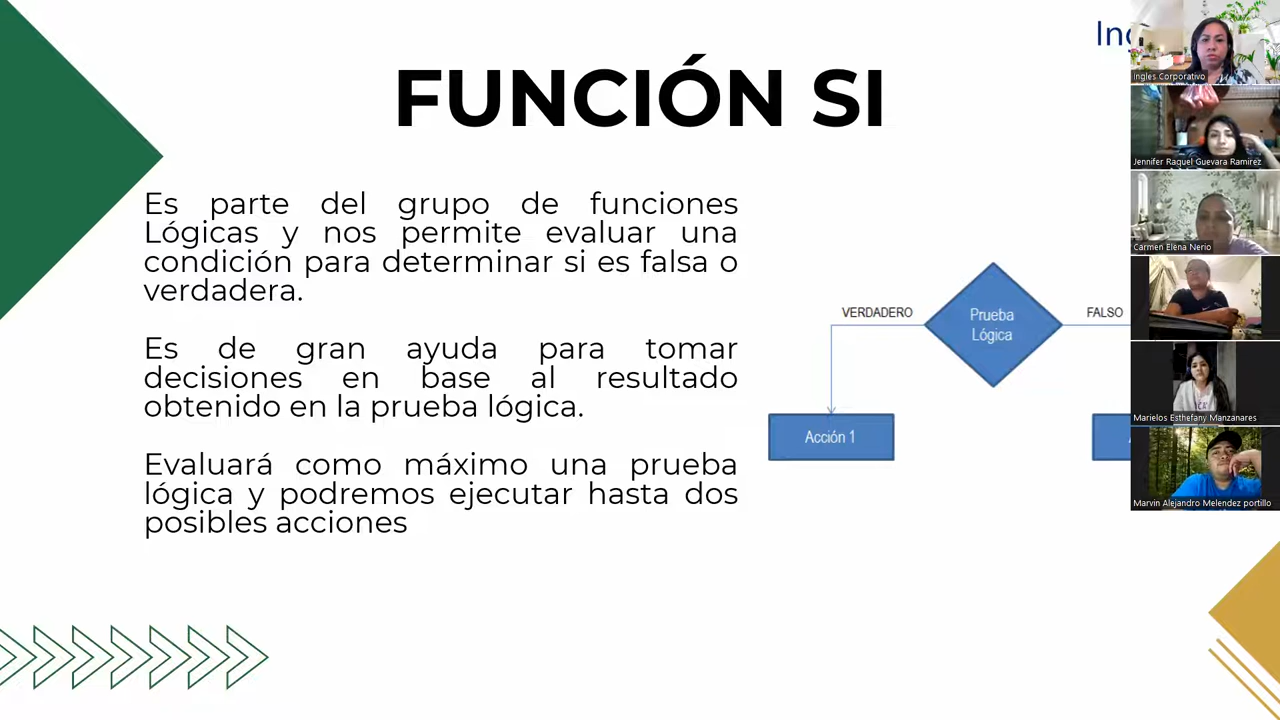 FUNCIÓN SI
Es parte del grupo de funciones
Lógicas y nos permite evaluar una
condición para determinar si es falsa o
verdadera.
Es de gran ayuda para tomar
decisiones en base al resultado
obtenido en la prueba lógica.
Evaluará como máximo una prueba
lógica y podremos ejecutar hasta dos
posibles acciones
VERDADERO
Prueba
Lógica
FALSO
Acción 1
Ingles Corporativo
Jennifer Raquel Guevara Ramirez
Carmen Elena Nerio
Marielos Esthefany Manzanares
Marvin Alejandro Melendez portillo